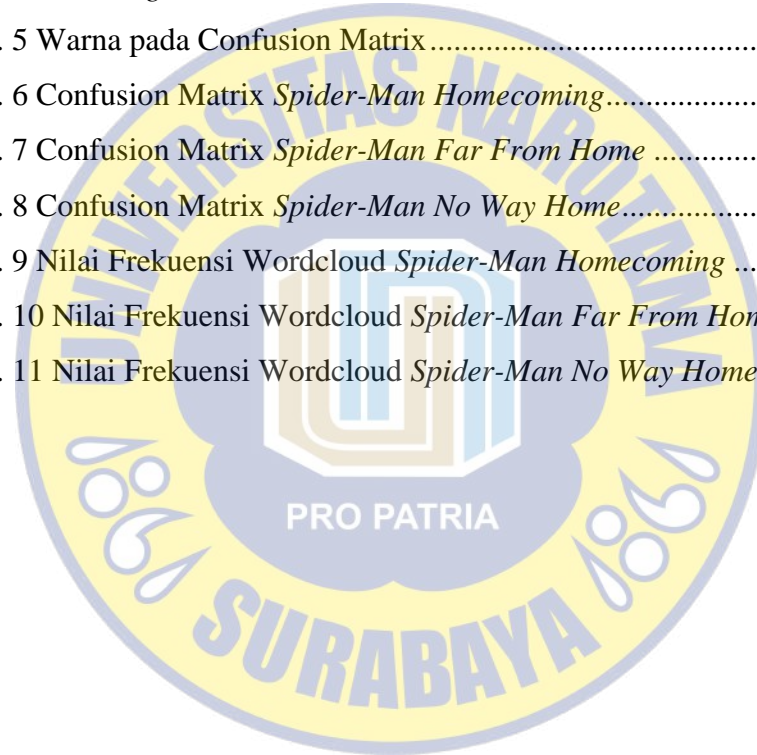 . 5 Warna pada Confusion Matrix
. 6 Confusion Matrix Spider-Man Homecoming
. 7 Confusion Matrix Spider-Man Far From Home
. 8 Confusion Matrix Spider-Man No Way Home
. 9 Nilai Frekuensi Wordcloud Spider-Man Homecoming
. 10 Nilai Frekuensi Wordcloud Spider-Man Far From Hom
. 11 Nilai Frekuensi Wordcloud Spider-Man No Way Home
UNIVERSITAS NAROTAMA
PRO PATRIA
SURABAYA